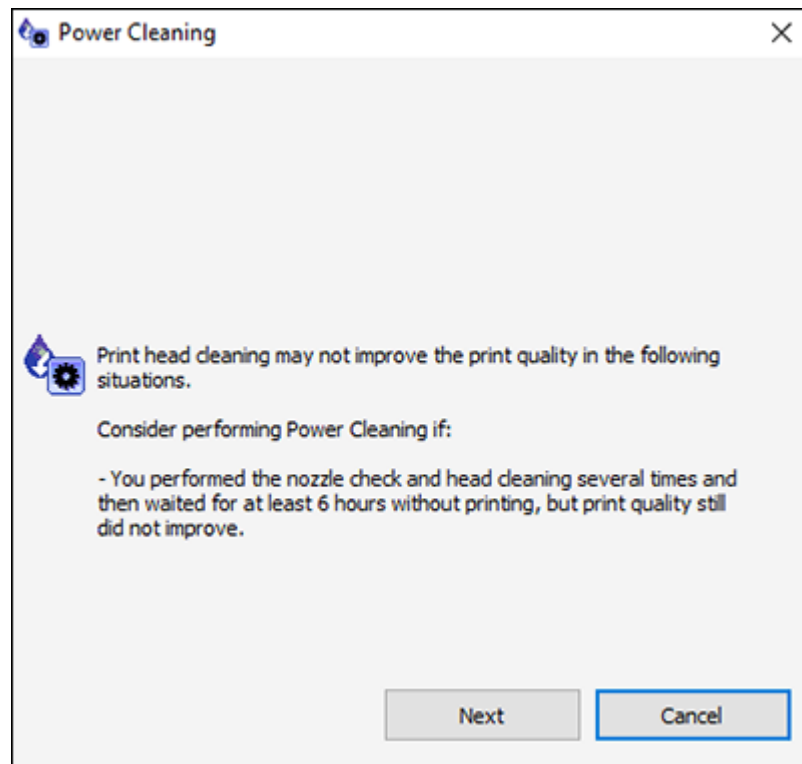 Power Cleaning
Print head cleaning may not improve the print quality in the following
situations.
Consider performing Power Cleaning if:
- You performed the nozzle check and head cleaning several times and
then waited for at least 6 hours without printing, but print quality still
did not improve.
Next
Cancel